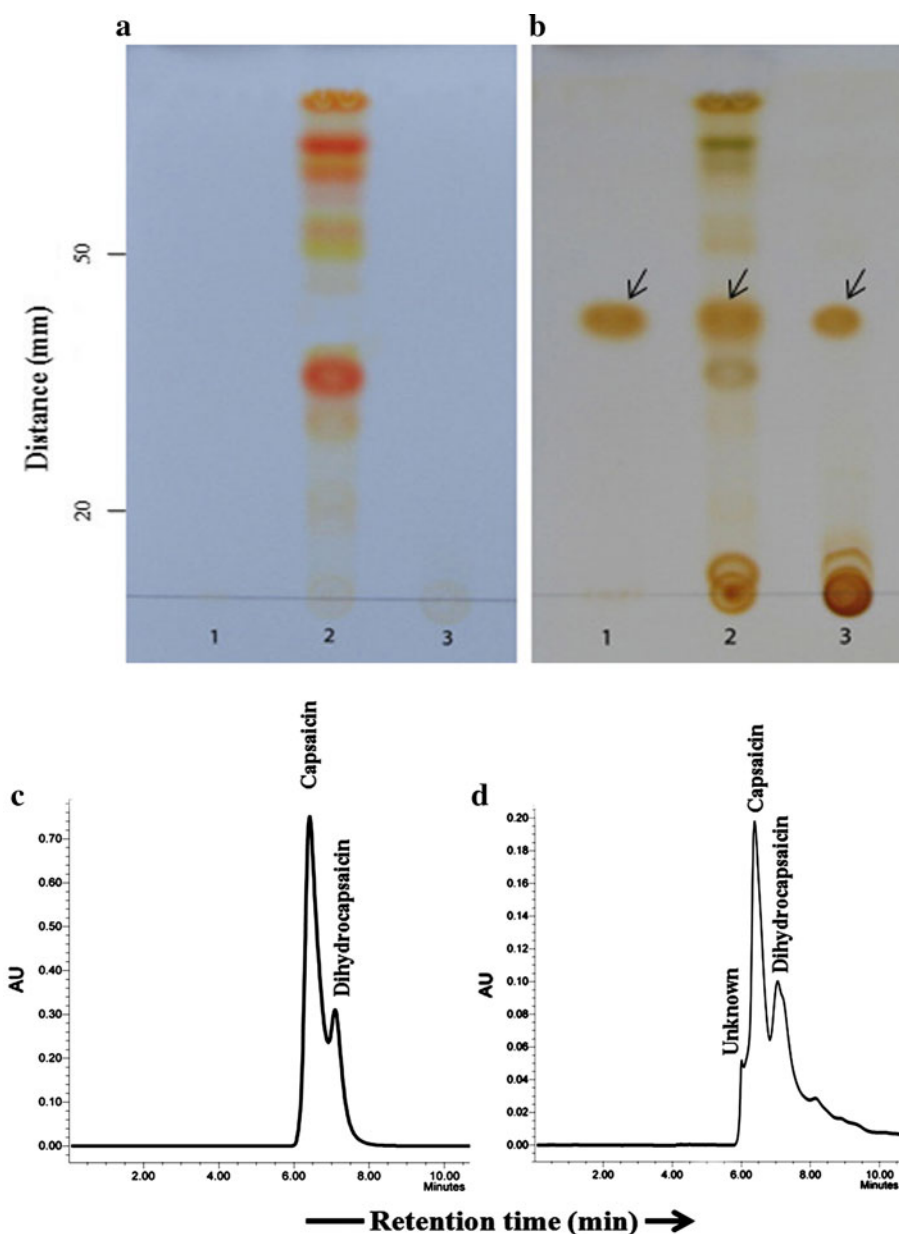 a
b
Distance (mm)
50
20
1 2 3
1 2 3
c
Capsaicin
Dihydrocapsaicin
AU
0.70
0.60
0.50
0.40
0.30
0.20
0.10
0.00
2.00 4.00 6.00 8.00 10.00
Minutes
d
Unknown
Capsaicin
Dihydrocapsaicin
AU
0.20
0.18
0.16
0.14
0.12
0.10
0.08
0.06
0.04
0.02
0.00
2.00 4.00 6.00 8.00 10.00
Minutes
Retention time (min)